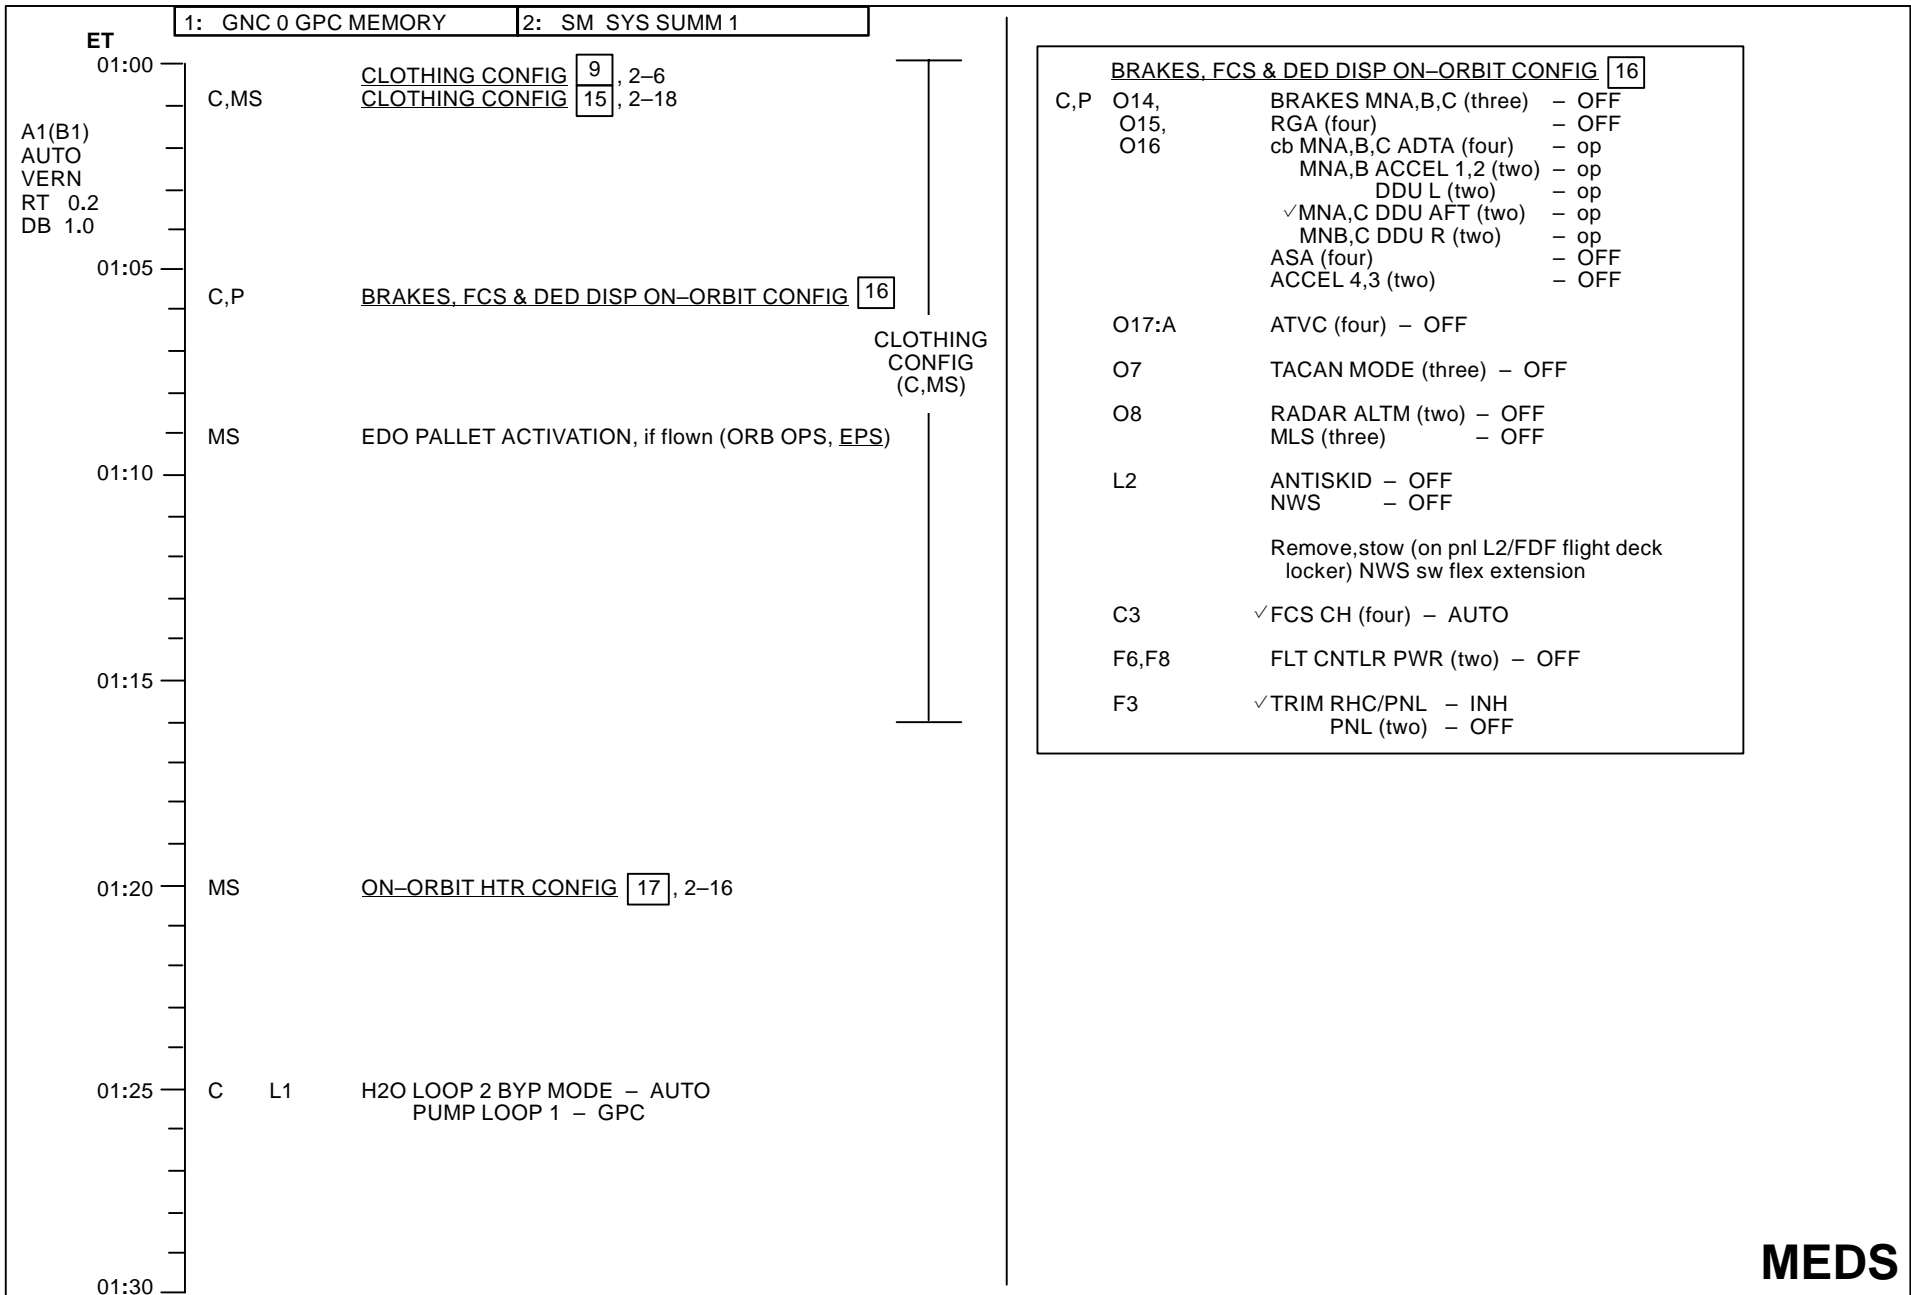 1: GNC 0 GPC MEMORY 2: SM SYS SUMM 1
ET
01:00
CLOTHING CONFIG 9 , 2–6
C,MS CLOTHING CONFIG 15 , 2–18
A1(B1)
AUTO
VERN
RT 0.2
DB 1.0
01:05
C,P BRAKES, FCS & DED DISP ON–ORBIT CONFIG 16
CLOTHING
CONFIG
(C,MS)
MS EDO PALLET ACTIVATION, if flown (ORB OPS, EPS)
01:10
01:15
01:20 MS ON–ORBIT HTR CONFIG 17 , 2–16
01:25 C L1 H2O LOOP 2 BYP MODE – AUTO
PUMP LOOP 1 – GPC
01:30
BRAKES, FCS & DED DISP ON–ORBIT CONFIG 16
C,P O14, BRAKES MNA,B,C (three) – OFF
O15, RGA (four) – OFF
O16 cb MNA,B,C ADTA (four) – op
MNA,B ACCEL 1,2 (two) – op
DDU L (two) – op
✓MNA,C DDU AFT (two) – op
MNB,C DDU R (two) – op
ASA (four) – OFF
ACCEL 4,3 (two) – OFF
O17:A ATVC (four) – OFF
O7 TACAN MODE (three) – OFF
O8 RADAR ALTM (two) – OFF
MLS (three) – OFF
L2 ANTISKID – OFF
NWS – OFF
Remove,stow (on pnl L2/FDF flight deck
locker) NWS sw flex extension
C3 ✓FCS CH (four) – AUTO
F6,F8 FLT CNTLR PWR (two) – OFF
F3 ✓TRIM RHC/PNL – INH
PNL (two) – OFF
MEDS